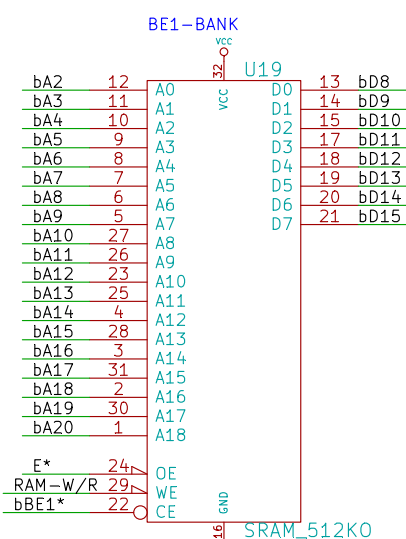 BE1-BANK
VCC
32
U19
VCC
bA2 12 A0 D0 13 bD8
bA3 11 A1 D1 14 bD9
bA4 10 A2 D2 15 bD10
bA5 9 A3 D3 17 bD11
bA6 8 A4 D4 18 bD12
bA7 7 A5 D5 19 bD13
bA8 6 A6 D6 20 bD14
bA9 5 A7 D7 21 bD15
bA10 27 A8
bA11 26 A9
bA12 23 A10
bA13 25 A11
bA14 4 A12
bA15 28 A13
bA16 3 A14
bA17 31 A15
bA18 2 A16
bA19 30 A17
bA20 1 A18
E* 24 OE
RAM-W/R 29 WE
bBE1* 22 CE
GND
16
SRAM_512KO